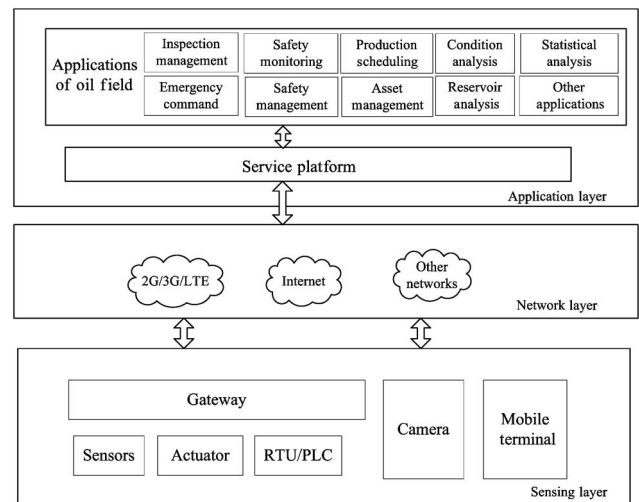 Applications
of oil field
Inspection
management
Safety
monitoring
Production
scheduling
Condition
analysis
Statistical
analysis
Emergency
command
Safety
management
Asset
management
Reservoir
analysis
Other
applications
Service platform
Application layer
2G/3G/LTE
Internet
Other
networks
Network layer
Gateway
Sensors
Actuator
RTU/PLC
Camera
Mobile
terminal
Sensing layer